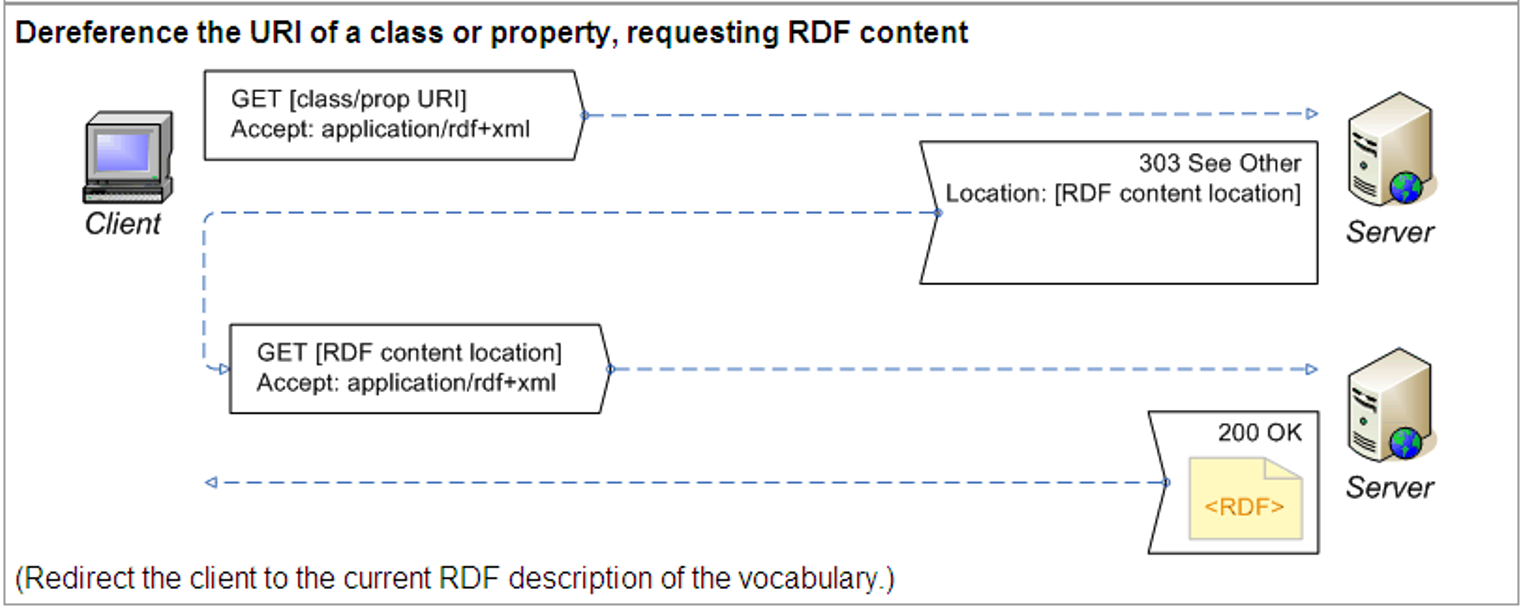 Dereference the URI of a class or property, requesting RDF content
GET [class/prop URI]
Accept: application/rdf+xml
303 See Other
Location: [RDF content location]
Client
Server
GET [RDF content location]
Accept: application/rdf+xml
200 OK
<RDF>
Server
(Redirect the client to the current RDF description of the vocabulary.)